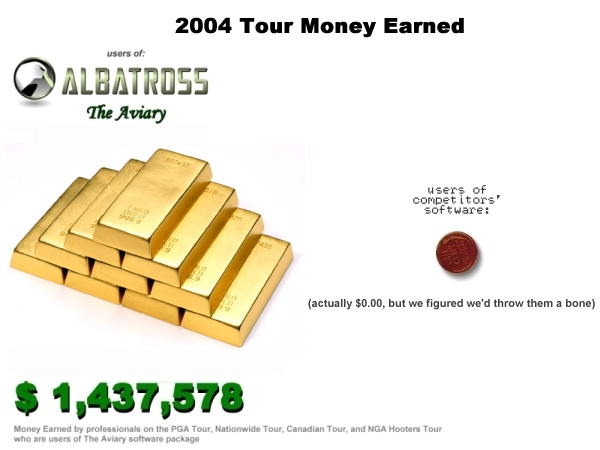 2004 Tour Money Earned
users of:
ALBATROSS
The Aviary
users of
competitors'
software:
(actually $0.00, but we figured we'd throw them a bone)
$ 1,437,578
Money Earned by professionals on the PGA Tour, Nationwide Tour, Canadian Tour, and NGA Hooters Tour
who are users of The Aviary software package